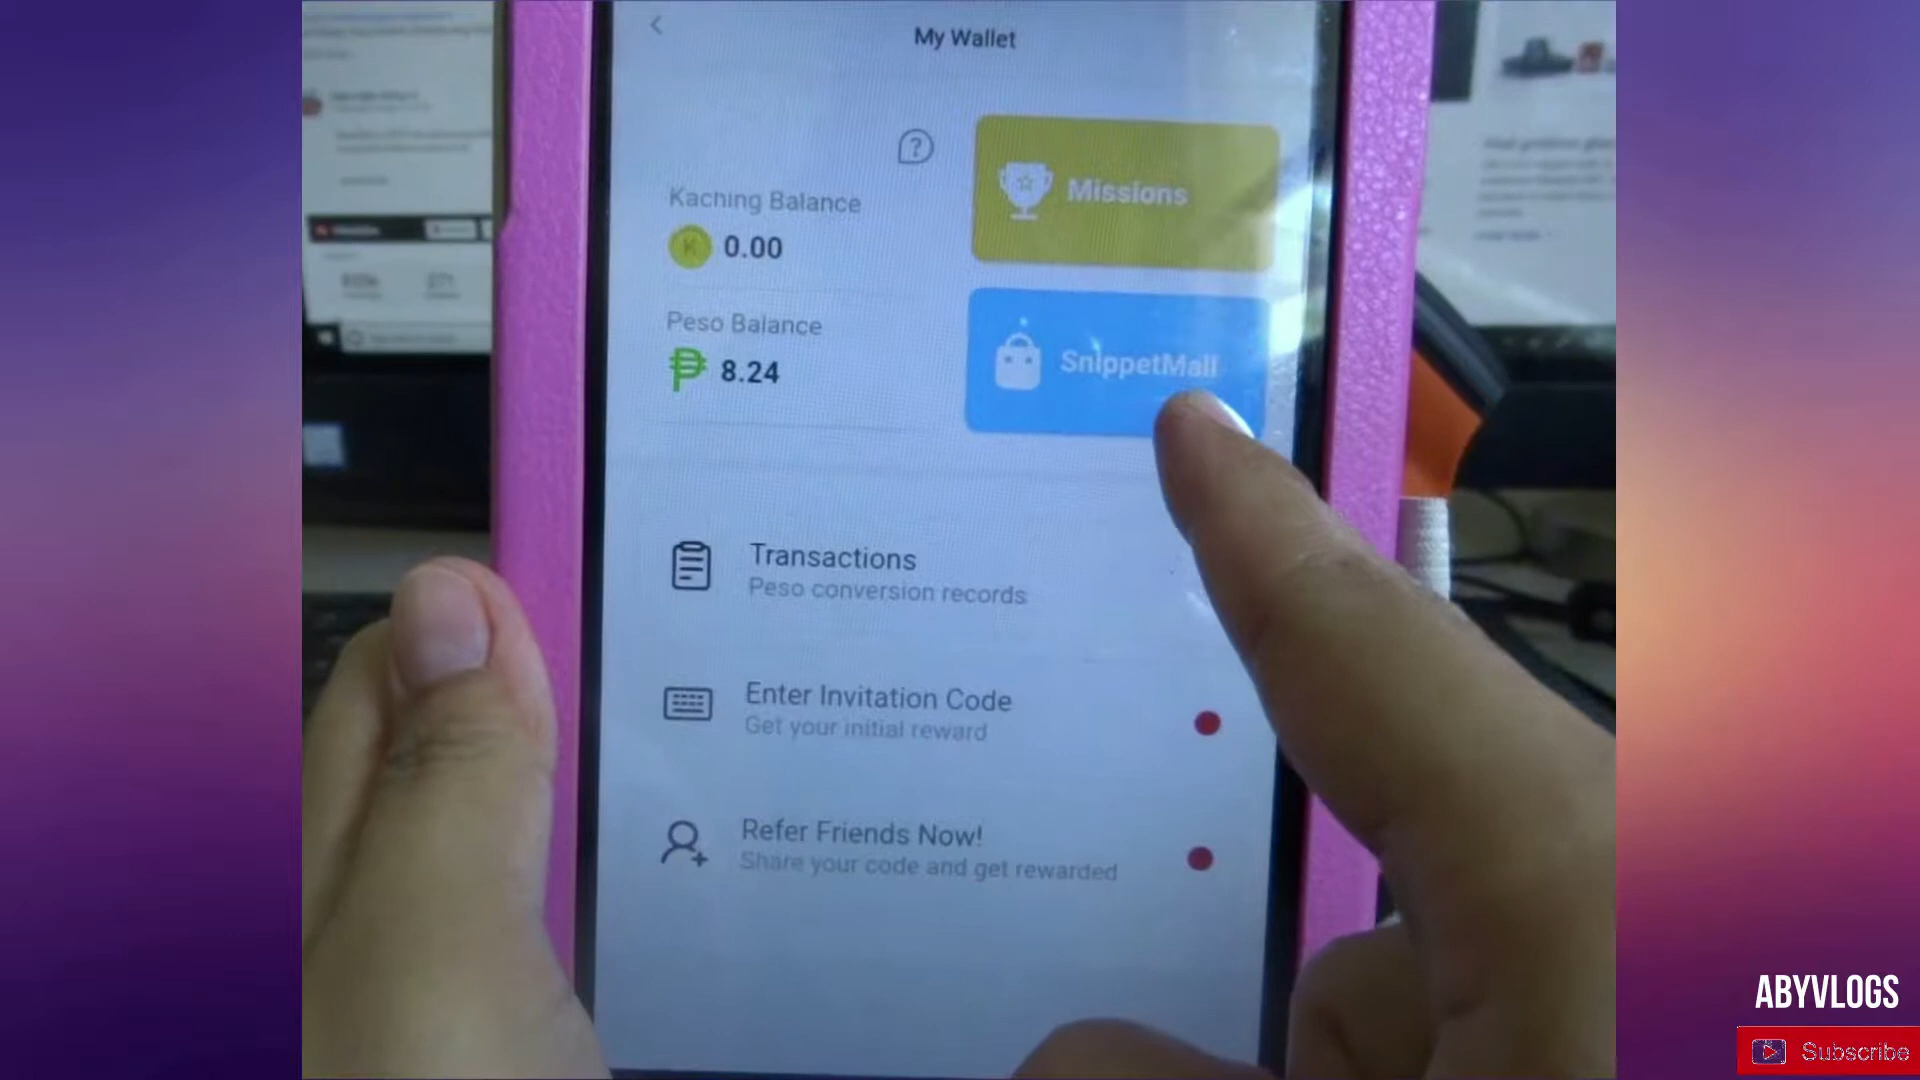 My Wallet
?
Missions
Kaching Balance
K 0.00
Peso Balance
₱ 8.24
SnippetMall
Transactions
Peso conversion records
Enter Invitation Code
Get your initial reward
Refer Friends Now!
Share your code and get rewarded
ABYVLOGS
Subscribe